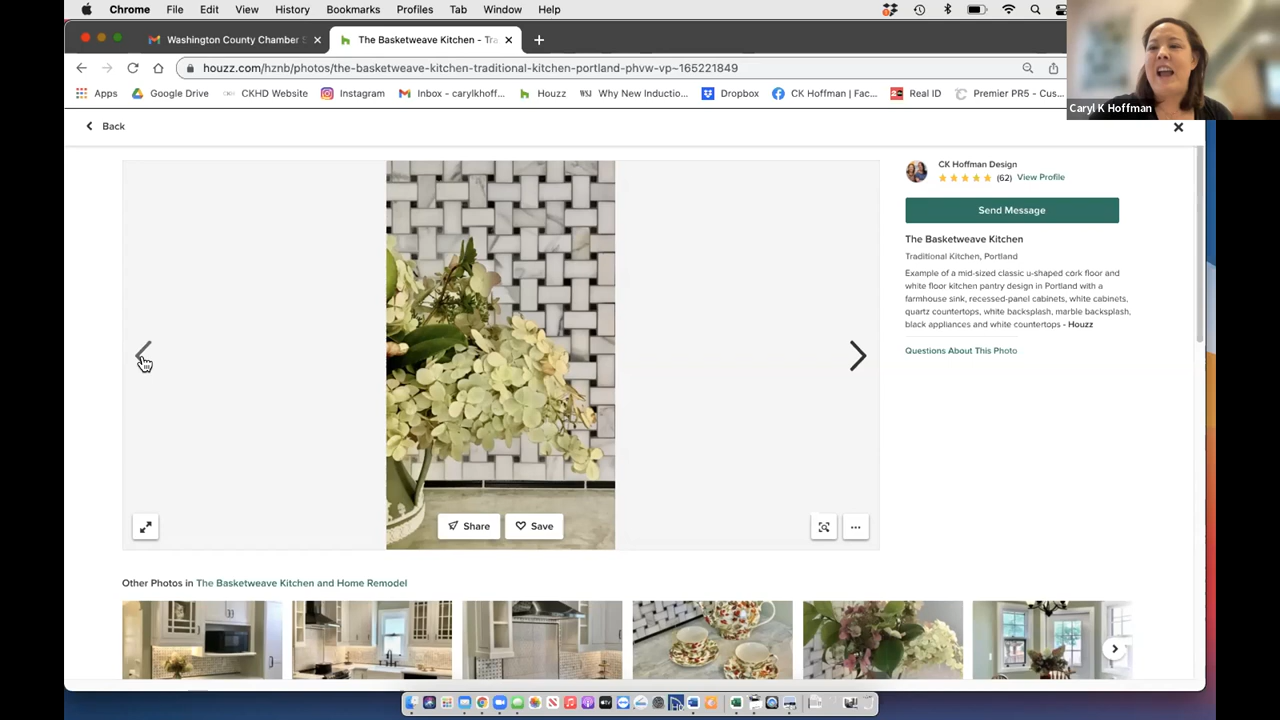 Chrome File Edit View History Bookmarks Profiles Tab Window Help
Washington County Chamber The Basketweave Kitchen - Tra
houzz.com/hznb/photos/the-basketweave-kitchen-traditional-kitchen-portland-phvw-vp~165221849
Apps Google Drive CKHD Website Instagram Inbox - carylkhoff... Houzz WSJ Why New Inductio... Dropbox CK Hoffman | Fac... Real ID Premier PR5 - Cus...
Caryl K Hoffman
Back
CK Hoffman Design
(62) View Profile
Send Message
The Basketweave Kitchen
Traditional Kitchen, Portland
Example of a mid-sized classic u-shaped cork floor and
white floor kitchen pantry design in Portland with a
farmhouse sink, recessed-panel cabinets, white cabinets,
quartz countertops, white backsplash, marble backsplash,
black appliances and white countertops - Houzz
Questions About This Photo
Share Save
Other Photos in The Basketweave Kitchen and Home Remodel